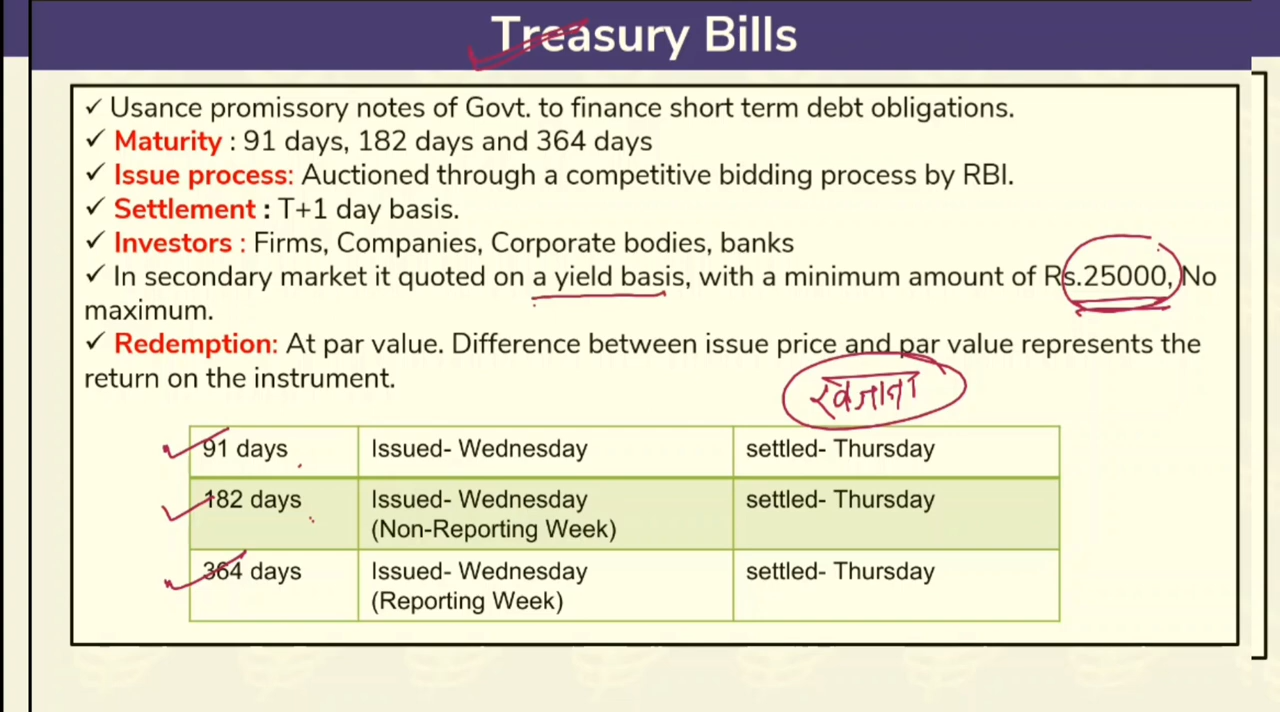 Treasury Bills
✓ Usance promissory notes of Govt. to finance short term debt obligations.
✓ Maturity : 91 days, 182 days and 364 days
✓ Issue process: Auctioned through a competitive bidding process by RBI.
✓ Settlement : T+1 day basis.
✓ Investors : Firms, Companies, Corporate bodies, banks
✓ In secondary market it quoted on a yield basis, with a minimum amount of Rs.25000, No
maximum.
✓ Redemption: At par value. Difference between issue price and par value represents the
return on the instrument.
खजाना
91 days Issued- Wednesday settled- Thursday
182 days Issued- Wednesday settled- Thursday
(Non-Reporting Week)
364 days Issued- Wednesday settled- Thursday
(Reporting Week)